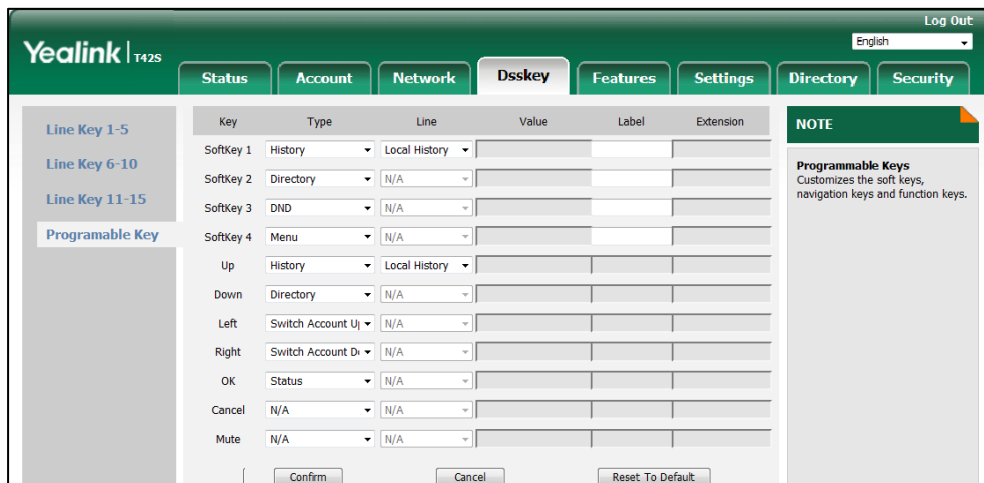 Log Out
Yealink | T42S
English
Status Account Network Dsskey Features Settings Directory Security
Line Key 1-5
Line Key 6-10
Line Key 11-15
Programable Key
Key Type Line Value Label Extension
SoftKey 1 History Local History
SoftKey 2 Directory N/A
SoftKey 3 DND N/A
SoftKey 4 Menu N/A
Up History Local History
Down Directory N/A
Left Switch Account U N/A
Right Switch Account D N/A
OK Status N/A
Cancel N/A N/A
Mute N/A N/A
Confirm Cancel Reset To Default
NOTE
Programmable Keys
Customizes the soft keys,
navigation keys and function keys.